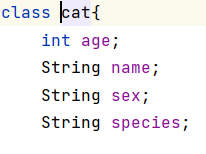 class cat{
    int age;
    String name;
    String sex;
    String species;